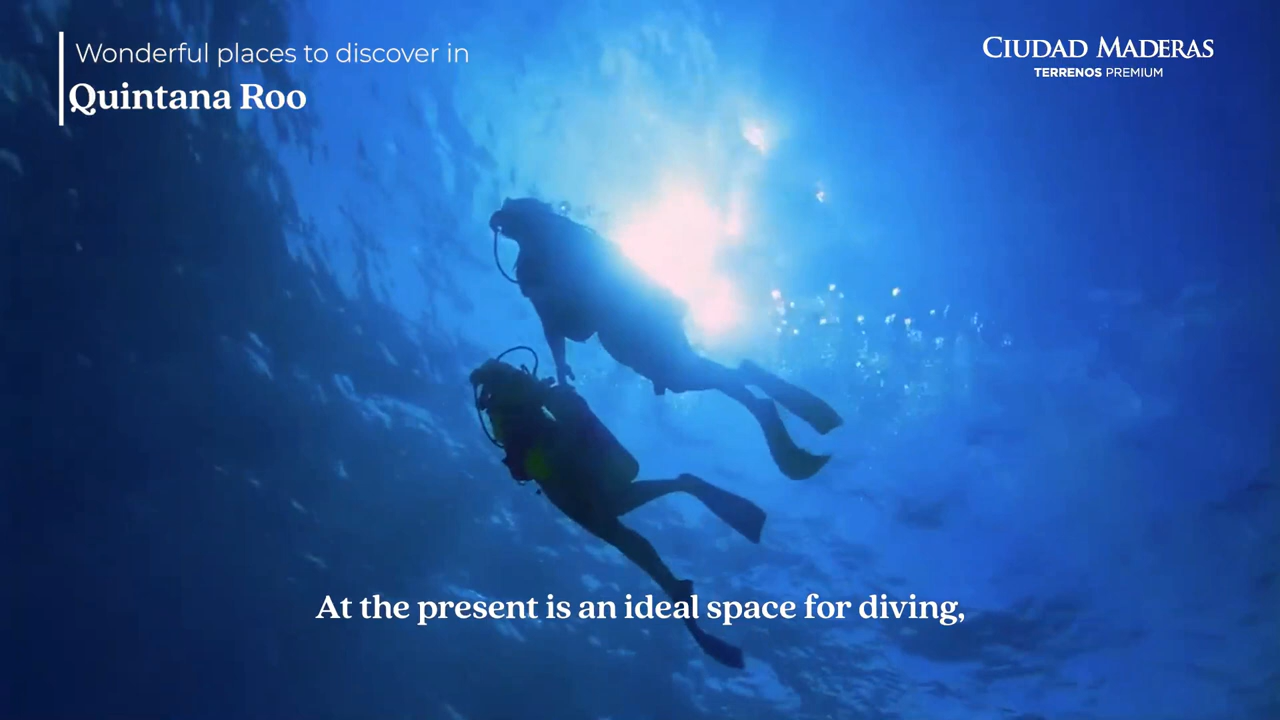 Wonderful places to discover in
Quintana Roo
CIUDAD MADERAS
TERRENOS PREMIUM
At the present is an ideal space for diving,